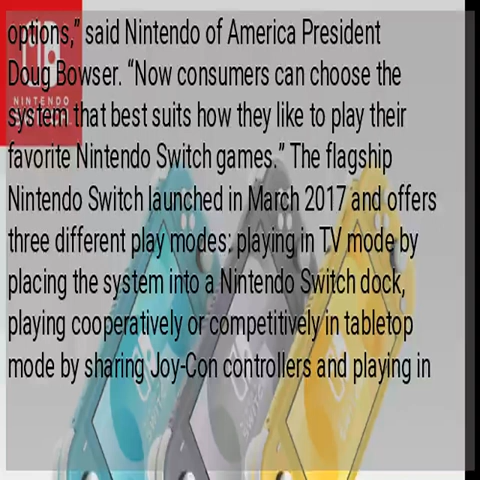 options,” said Nintendo of America President
Doug Bowser. “Now consumers can choose the
system that best suits how they like to play their
favorite Nintendo Switch games.” The flagship
Nintendo Switch launched in March 2017 and offers
three different play modes: playing in TV mode by
placing the system into a Nintendo Switch dock,
playing cooperatively or competitively in tabletop
mode by sharing Joy-Con controllers and playing in
NINTENDO